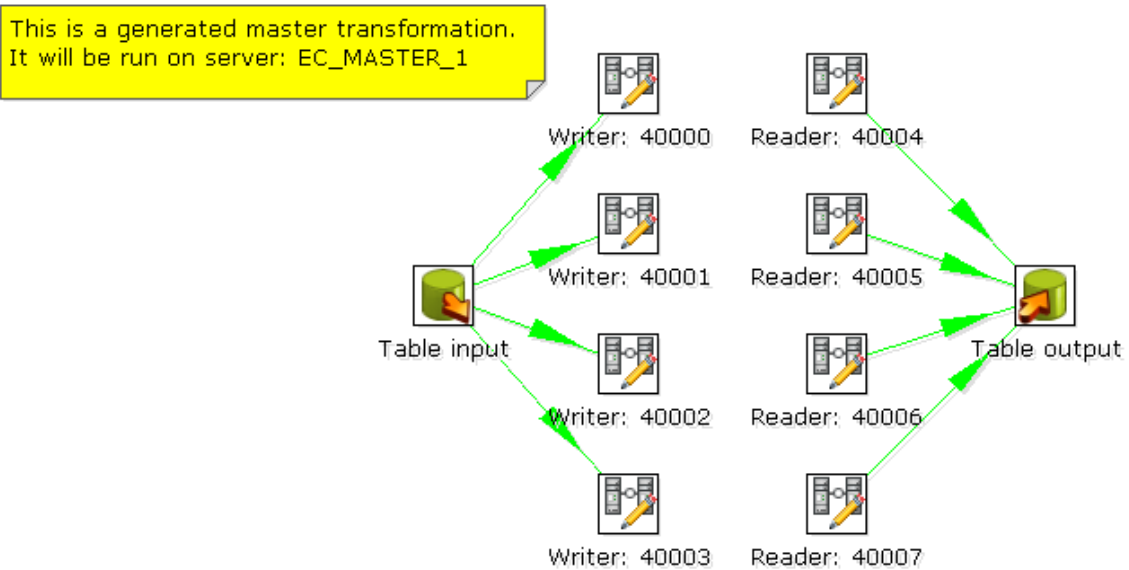 This is a generated master transformation.
It will be run on server: EC_MASTER_1
Writer: 40000
Reader: 40004
Writer: 40001
Reader: 40005
Table input
Table output
Writer: 40002
Reader: 40006
Writer: 40003
Reader: 40007